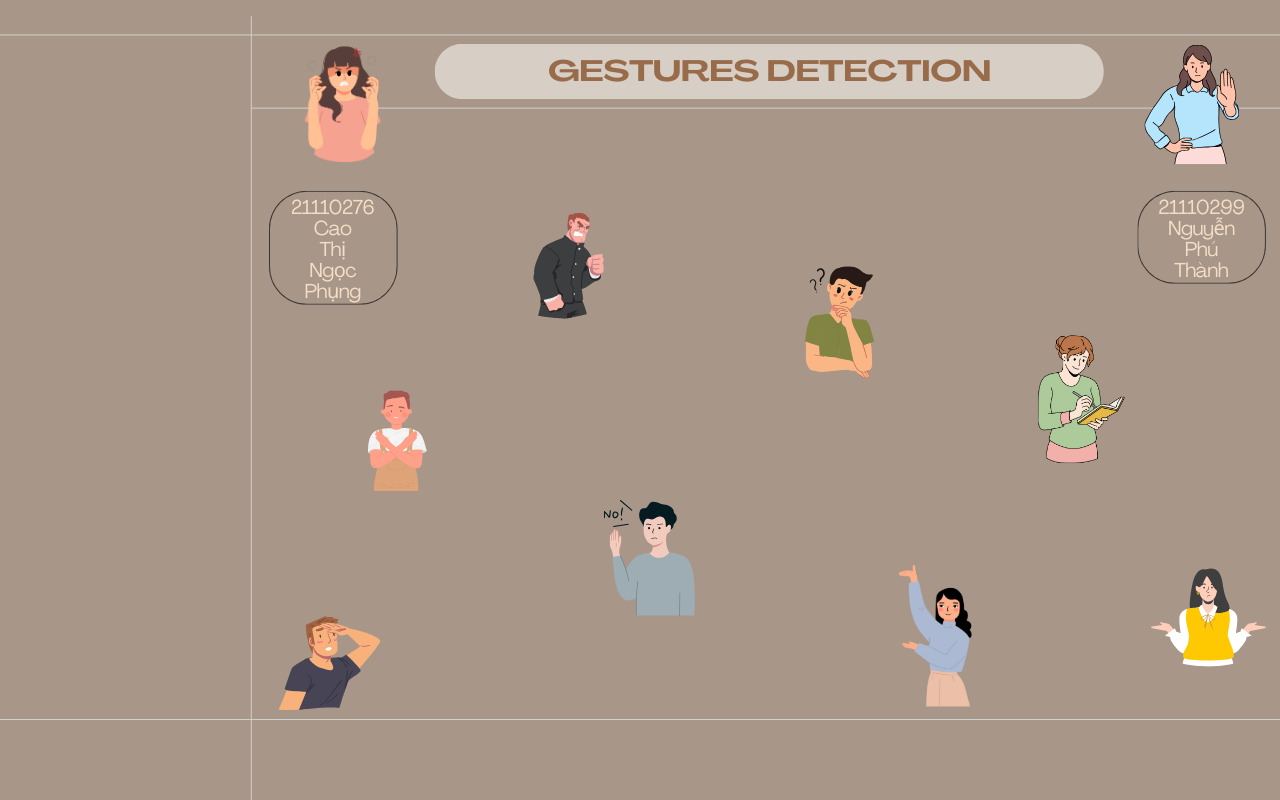 GESTURES DETECTION
21110276
Cao
Thị
Ngọc
Phụng
21110299
Nguyễn
Phú
Thành
??
NO!